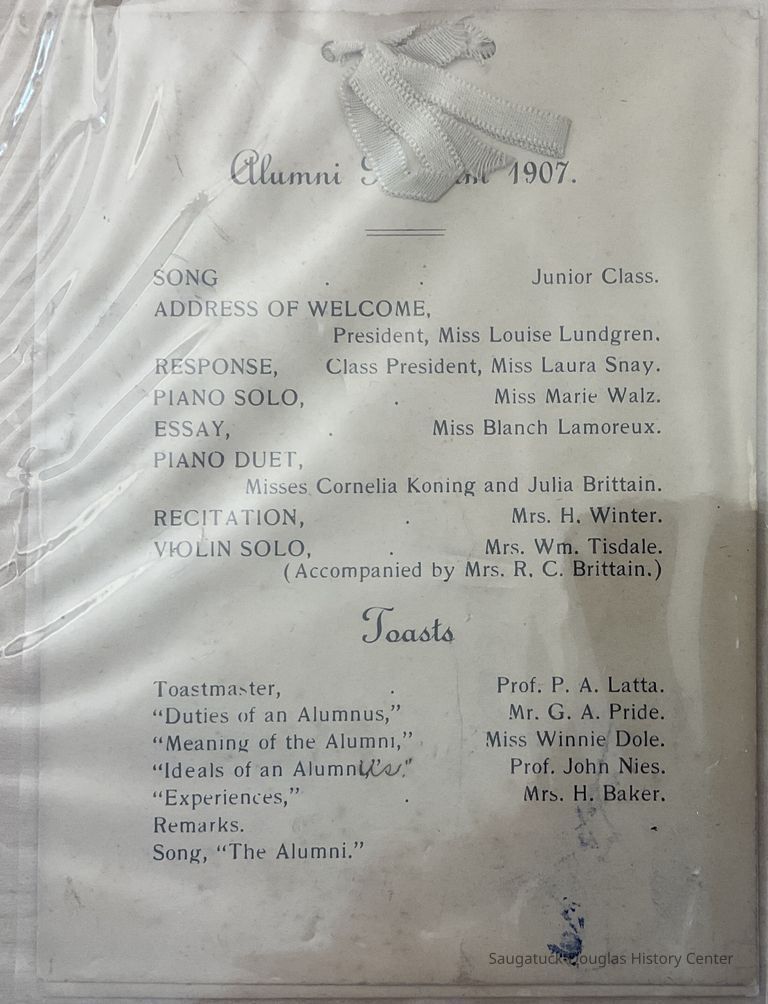 Alumni 1907.
SONG . . Junior Class.
ADDRESS OF WELCOME,
President, Miss Louise Lundgren.
RESPONSE, Class President, Miss Laura Snay.
PIANO SOLO, . Miss Marie Walz.
ESSAY, . Miss Blanch Lamoreux.
PIANO DUET,
Misses Cornelia Koning and Julia Brittain.
RECITATION, . Mrs. H. Winter.
VIOLIN SOLO, . Mrs. Wm. Tisdale.
(Accompanied by Mrs. R. C. Brittain.)
Toasts
Toastmaster, . Prof. P. A. Latta.
“Duties of an Alumnus,” Mr. G. A. Pride.
“Meaning of the Alumni,” Miss Winnie Dole.
“Ideals of an Prof. John Nies.
“Experiences,” . Mrs. H. Baker.
Remarks.
Song, “The Alumni.”
Saugatuck-Douglas History Center